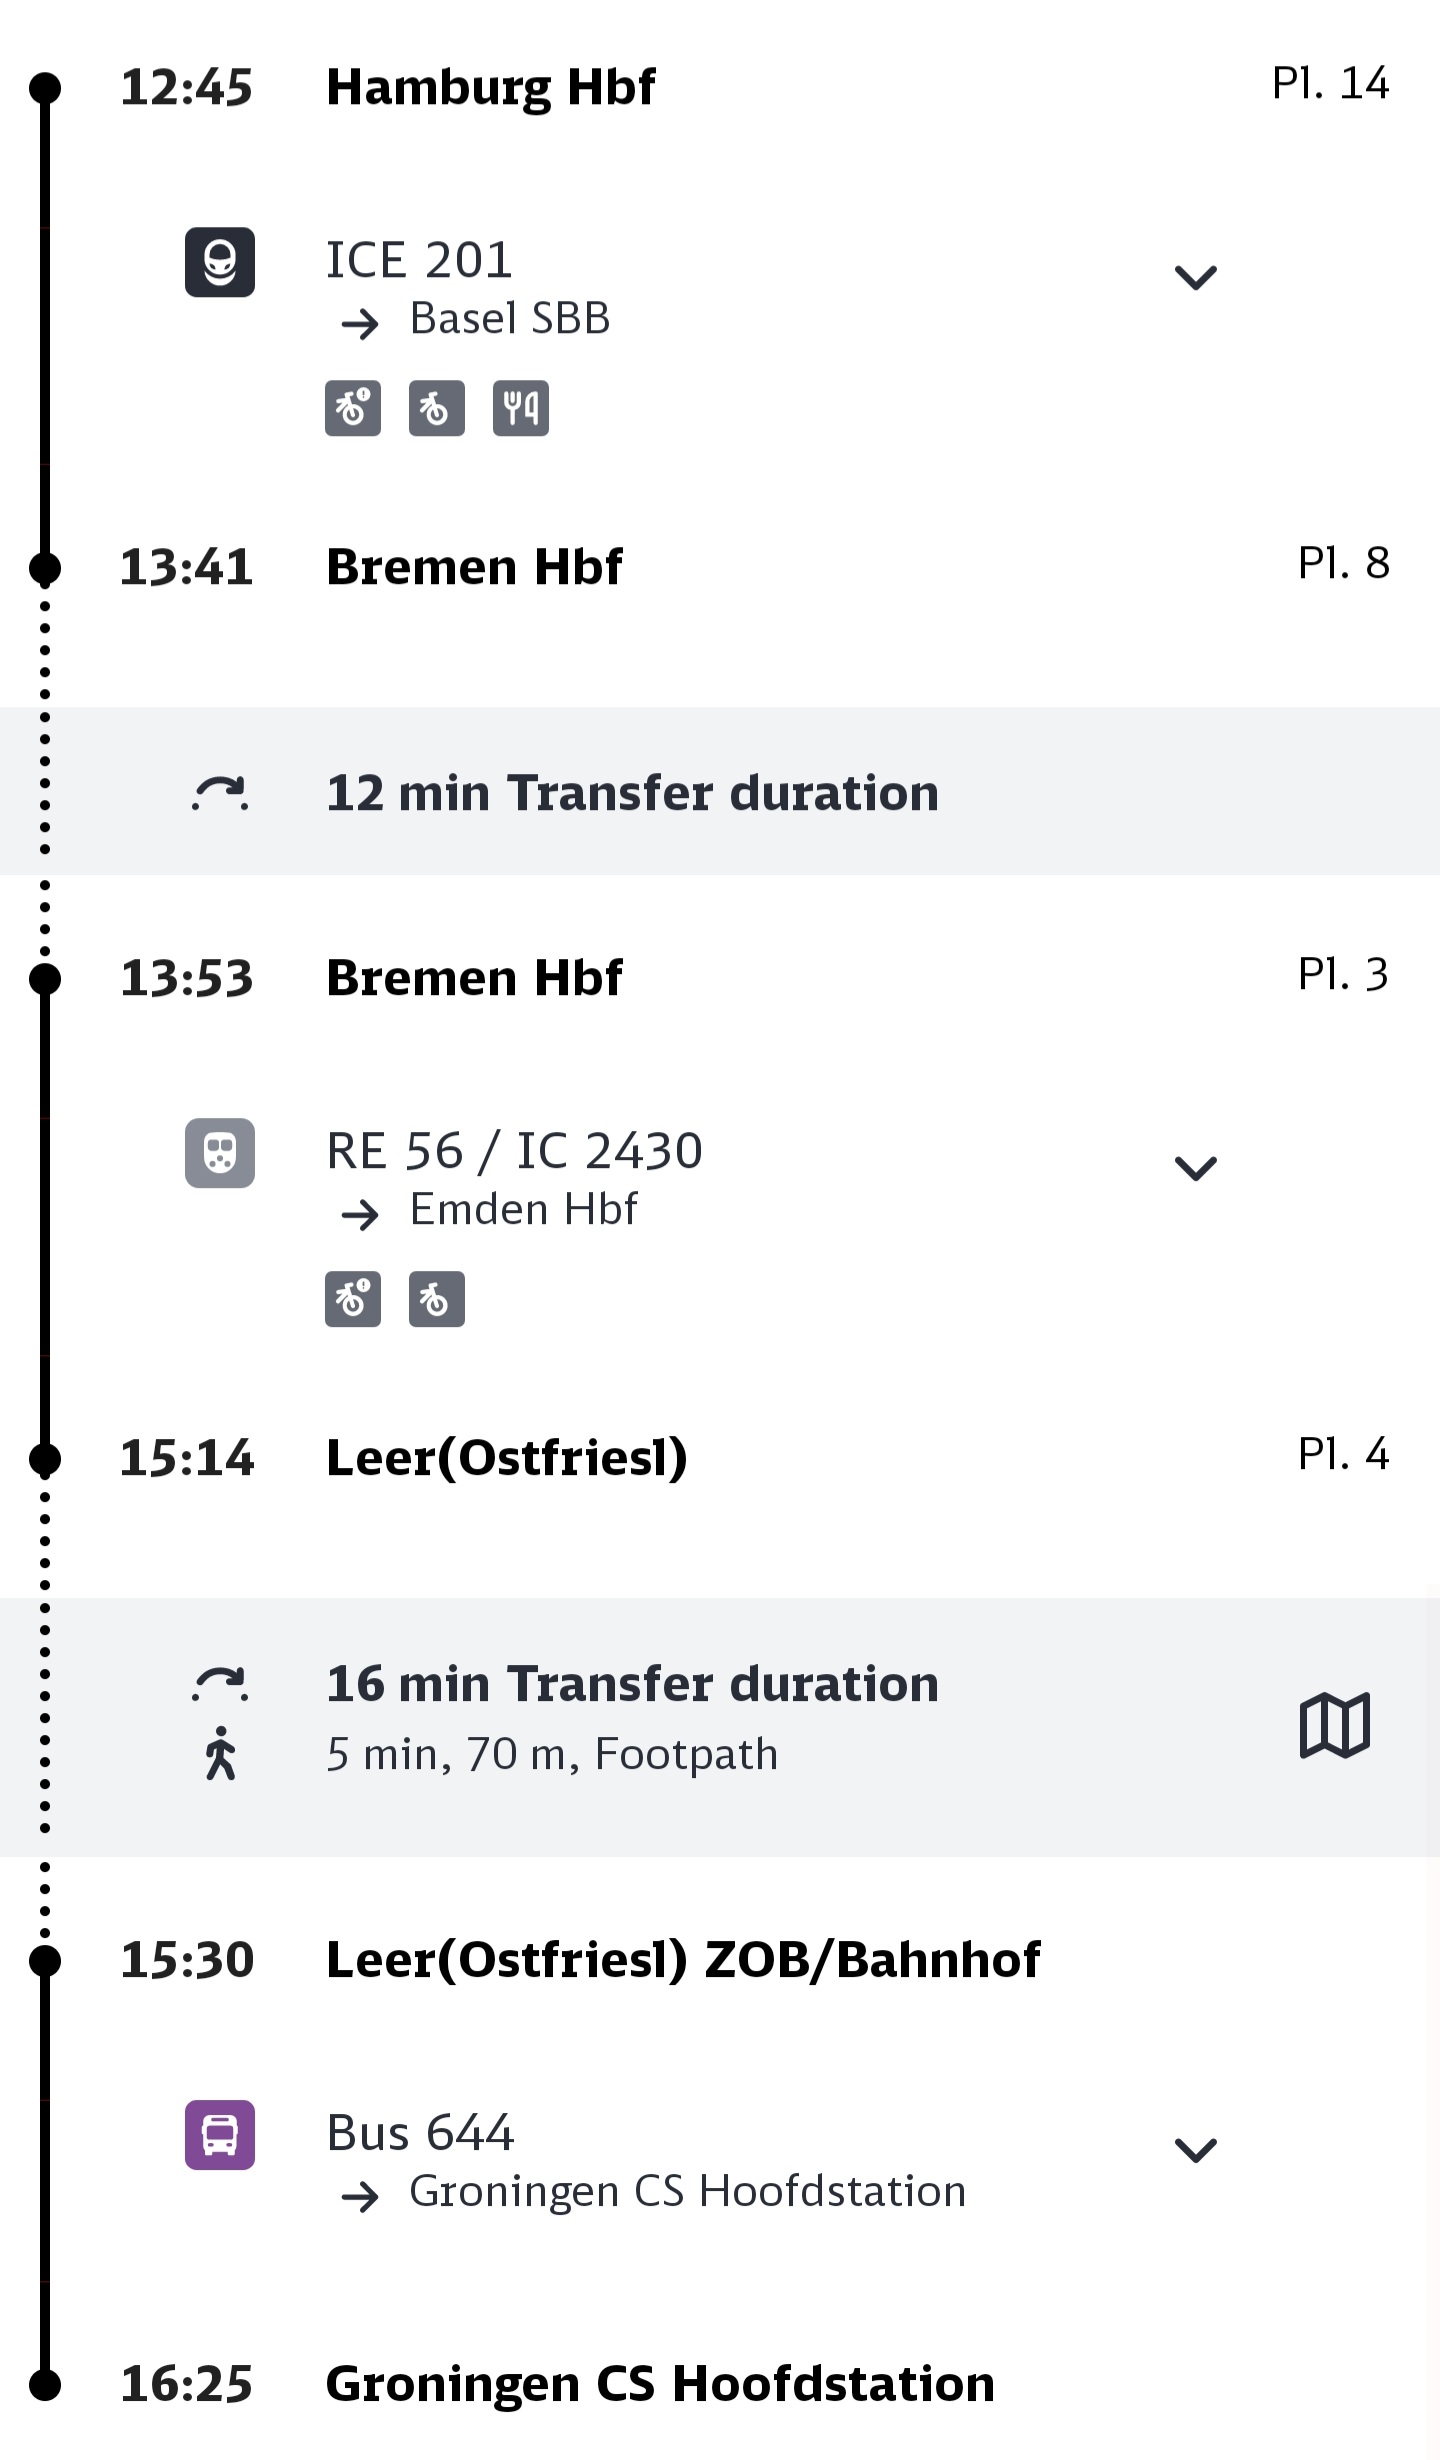 12:45 Hamburg Hbf Pl. 14
ICE 201
→ Basel SBB
13:41 Bremen Hbf Pl. 8
12 min Transfer duration
13:53 Bremen Hbf Pl. 3
RE 56 / IC 2430
→ Emden Hbf
15:14 Leer(Ostfriesl) Pl. 4
16 min Transfer duration
5 min, 70 m, Footpath
15:30 Leer(Ostfriesl) ZOB/Bahnhof
Bus 644
→ Groningen CS Hoofdstation
16:25 Groningen CS Hoofdstation